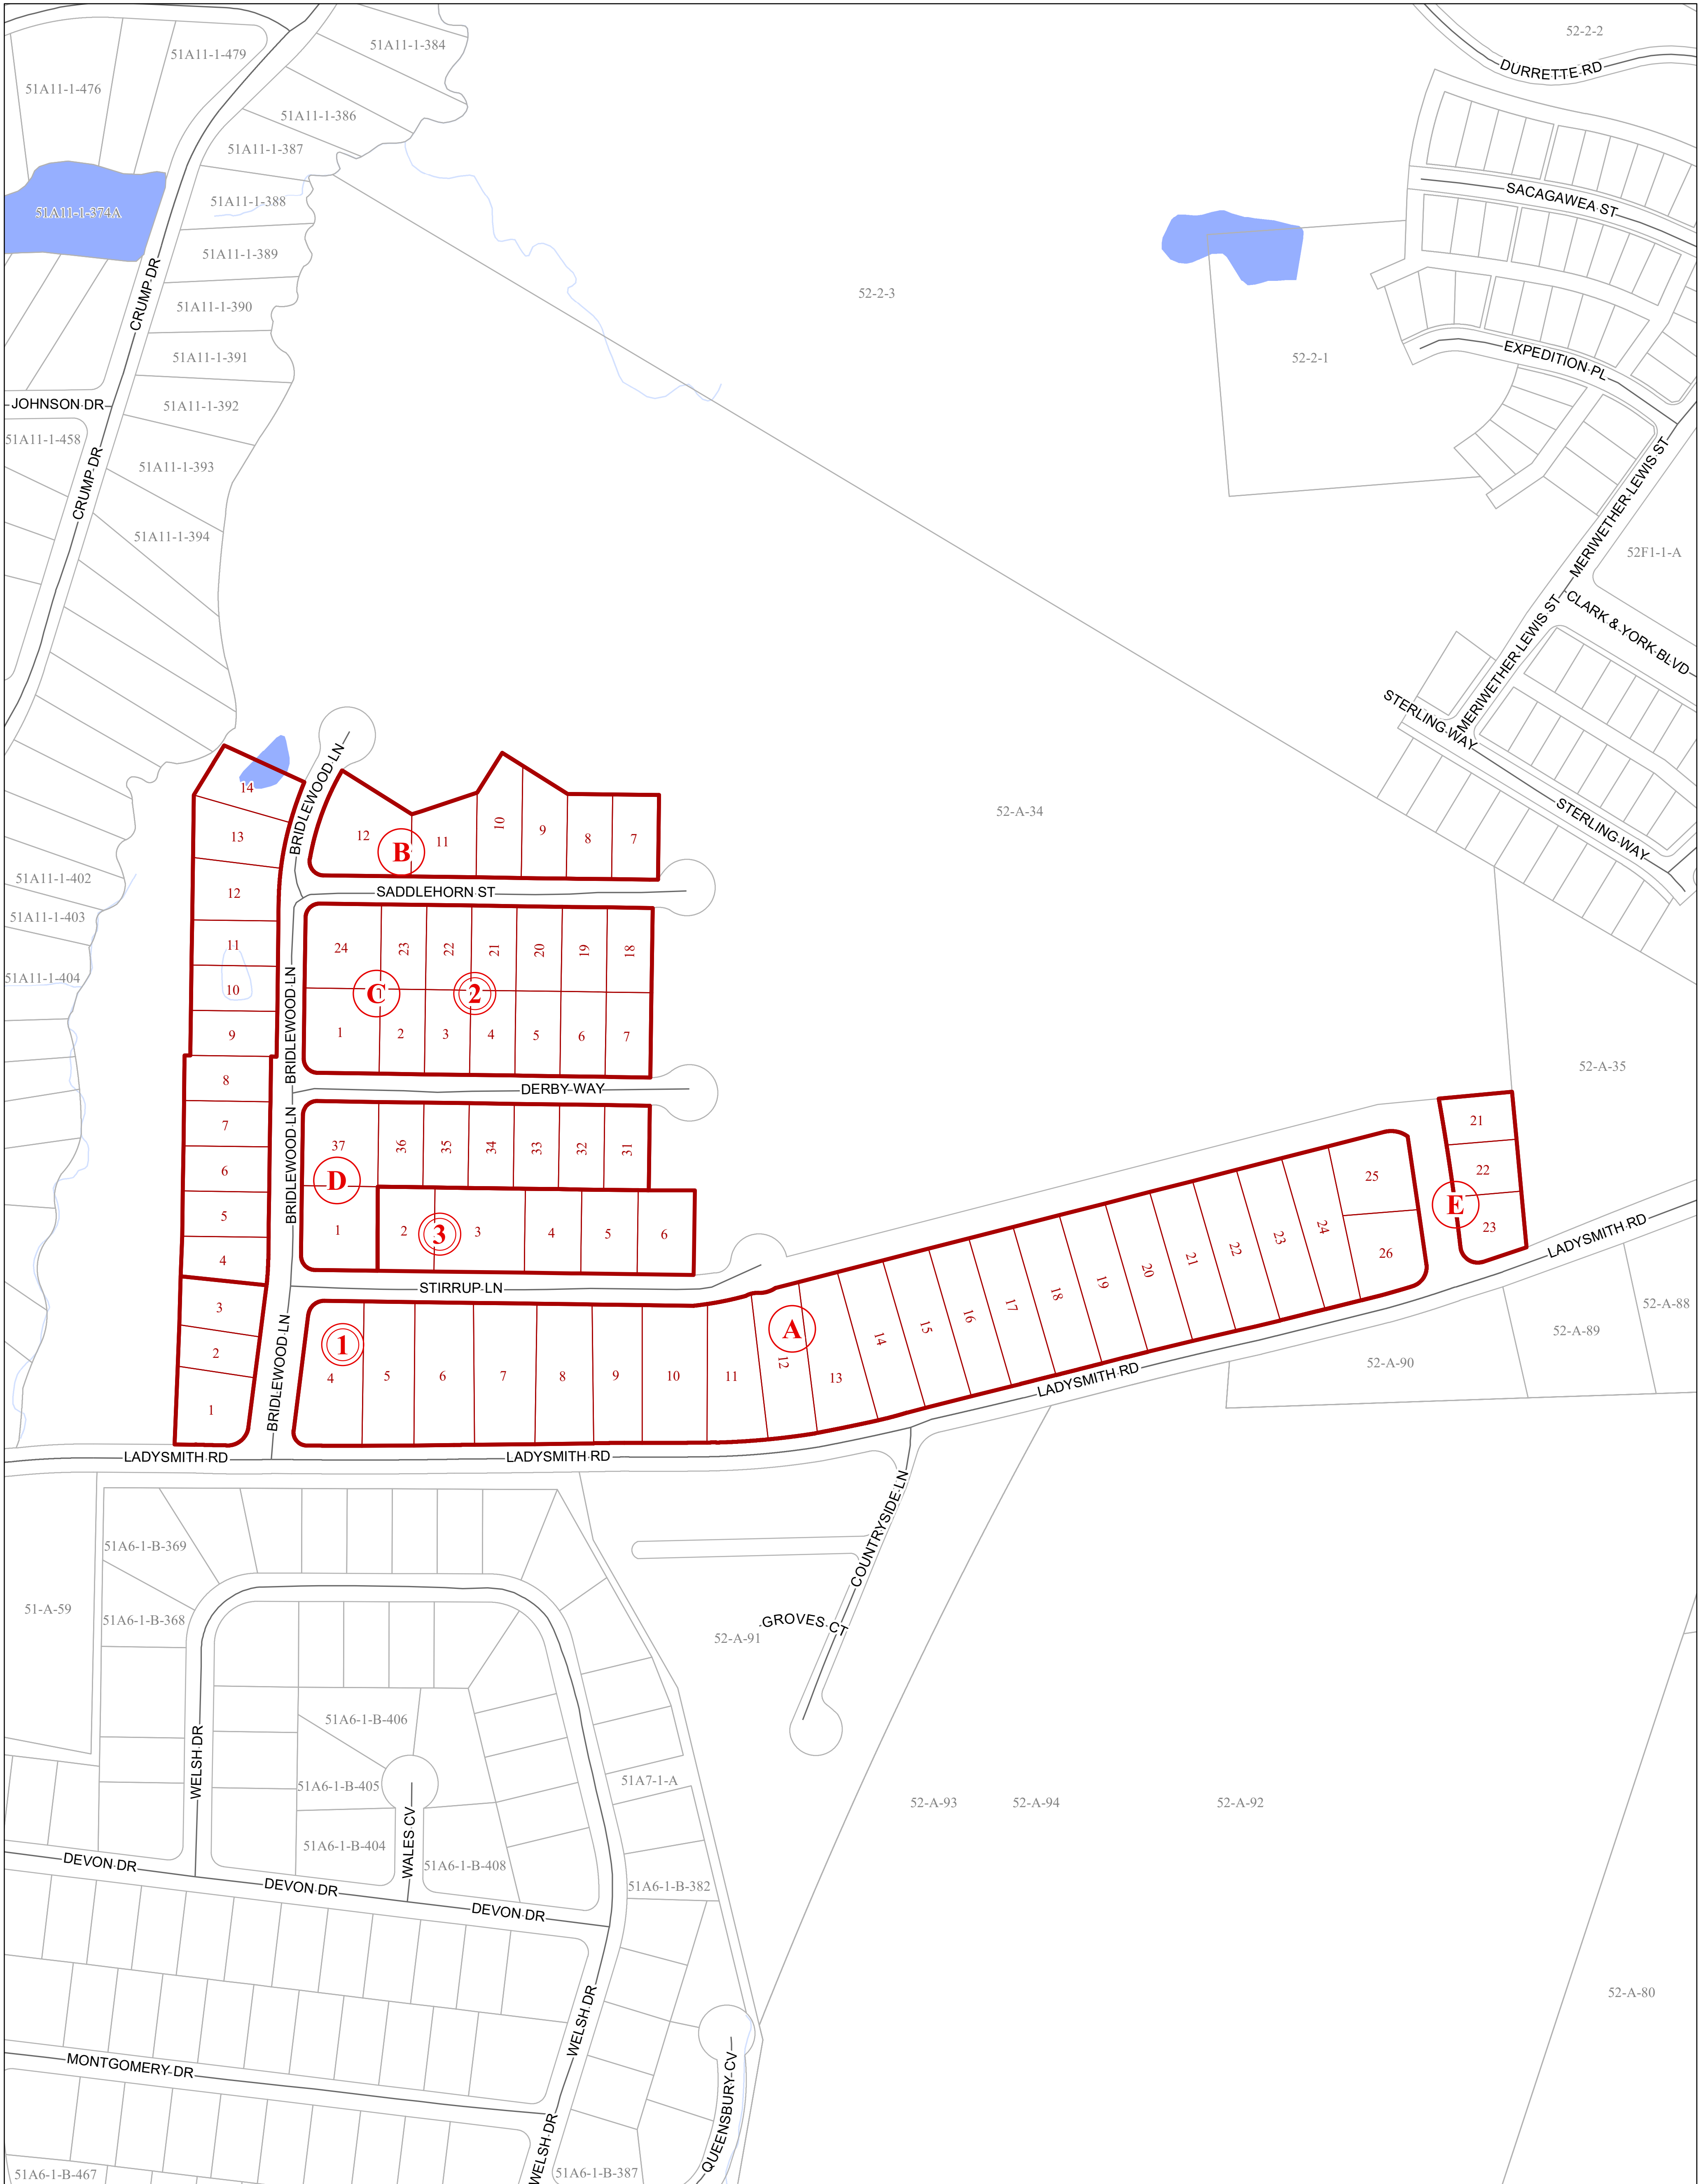 52-2-2
51A11-1-384
51A11-1-479
DURRETTE RD
51A11-1-476
51A11-1-386
51A11-1-387
SACAGAWEA ST
51A11-1-388
51A11-1-374A
51A11-1-389
CRUMP DR
52-2-3
51A11-1-390
51A11-1-391
52-2-1
EXPEDITION PL
JOHNSON DR
51A11-1-392
51A11-1-458
51A11-1-393
CRUMP DR
MERIWETHER LEWIS ST
51A11-1-394
52F1-1-A
CLARK & YORK BLVD
MERIWETHER LEWIS ST
STERLING WAY
BRIDLEWOOD LN
14
52-A-34
STERLING WAY
13
12
B
11
10
9
8
7
51A11-1-402
12
SADDLEHORN ST
51A11-1-403
11
24
23
22
21
20
19
18
51A11-1-404
10
C
2
BRIDLEWOOD LN
9
1
2
3
4
5
6
7
52-A-35
8
DERBY WAY
7
BRIDLEWOOD LN
37
36
35
34
33
32
31
21
6
D
22
25
5
1
2
3
3
4
5
6
E
23
24
23
22
21
20
19
18
17
16
15
14
26
LADYSMITH RD
4
STIRRUP LN
3
BRIDLEWOOD LN
1
A
52-A-88
52-A-89
2
12
52-A-90
4
5
6
7
8
9
10
11
13
LADYSMITH RD
1
LADYSMITH RD
LADYSMITH RD
COUNTRYSIDE LN
51A6-1-B-369
51-A-59
51A6-1-B-368
GROVES CT
52-A-91
51A6-1-B-406
WELSH DR
51A6-1-B-405
51A7-1-A
52-A-93
52-A-94
52-A-92
WALES CV
51A6-1-B-404
51A6-1-B-408
DEVON DR
DEVON DR
51A6-1-B-382
DEVON DR
52-A-80
WELSH DR
MONTGOMERY DR
QUEENSBURY CV
WELSH DR
51A6-1-B-467
51A6-1-B-387